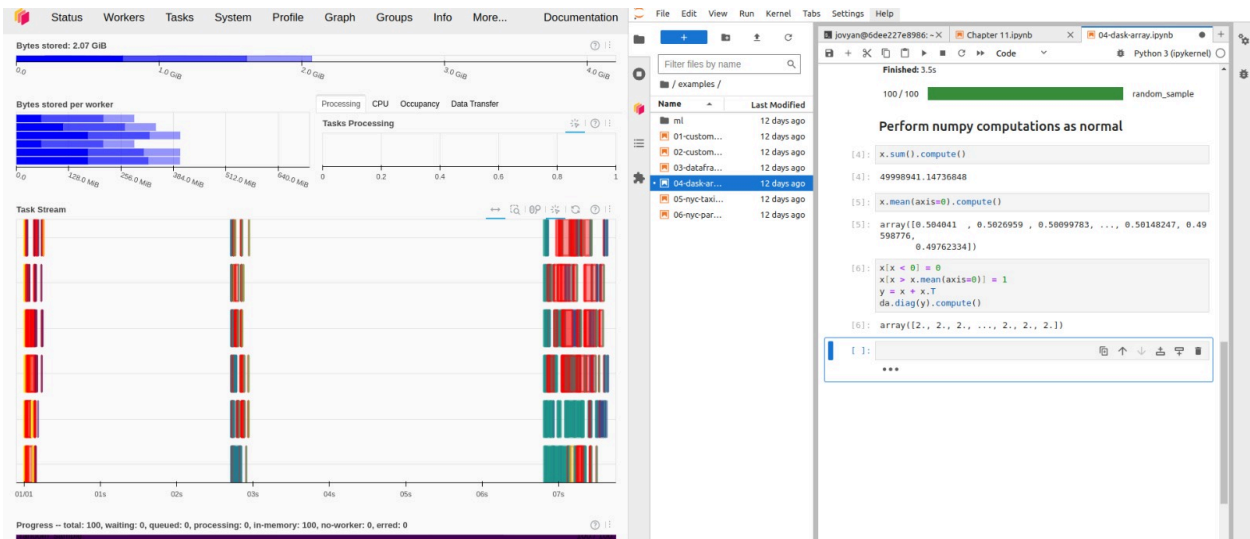 Status Workers Tasks System Profile Graph Groups Info More... Documentation
Bytes stored: 2.07 GiB
0.0 1.0 GiB 2.0 GiB 3.0 GiB 4.0 GiB
Bytes stored per worker
0.0 128.0 MiB 256.0 MiB 384.0 MiB 512.0 MiB 640.0 MiB
Processing CPU Occupancy Data Transfer
Tasks Processing
0 0.2 0.4 0.6 0.8 1
Task Stream
01/01 01s 02s 03s 04s 05s 06s 07s
Progress -- total: 100, waiting: 0, queued: 0, processing: 0, in-memory: 100, no-worker: 0, erred: 0
File Edit View Run Kernel Tabs Settings Help
Filter files by name
/ examples /
Name Last Modified
ml 12 days ago
01-custom... 12 days ago
02-custom... 12 days ago
03-datafra... 12 days ago
04-dask-ar... 12 days ago
05-nyc-taxi... 12 days ago
06-nyc-par... 12 days ago
jovyan@6dee227e8986: ~ Chapter 11.ipynb 04-dask-array.ipynb
Code Python 3 (ipykernel)
Finished: 3.5s
100 / 100 random_sample
Perform numpy computations as normal
[4]: x.sum().compute()
[4]: 49998941.14736848
[5]: x.mean(axis=0).compute()
[5]: array([0.504041 , 0.5026959 , 0.50099783, ..., 0.50148247, 0.49
598776,
0.49762334])
[6]: x[x < 0] = 0
x[x > x.mean(axis=0)] = 1
y = x + x.T
da.diag(y).compute()
[6]: array([2., 2., 2., ..., 2., 2., 2.])
[ ]: